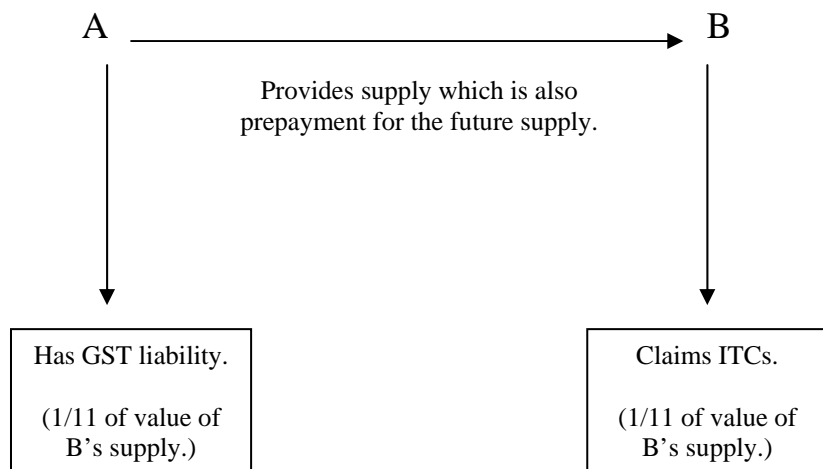 A B
Provides supply which is also
prepayment for the future supply.
Has GST liability.
(1/11 of value of
B's supply.)
Claims ITCs.
(1/11 of value of
B's supply.)